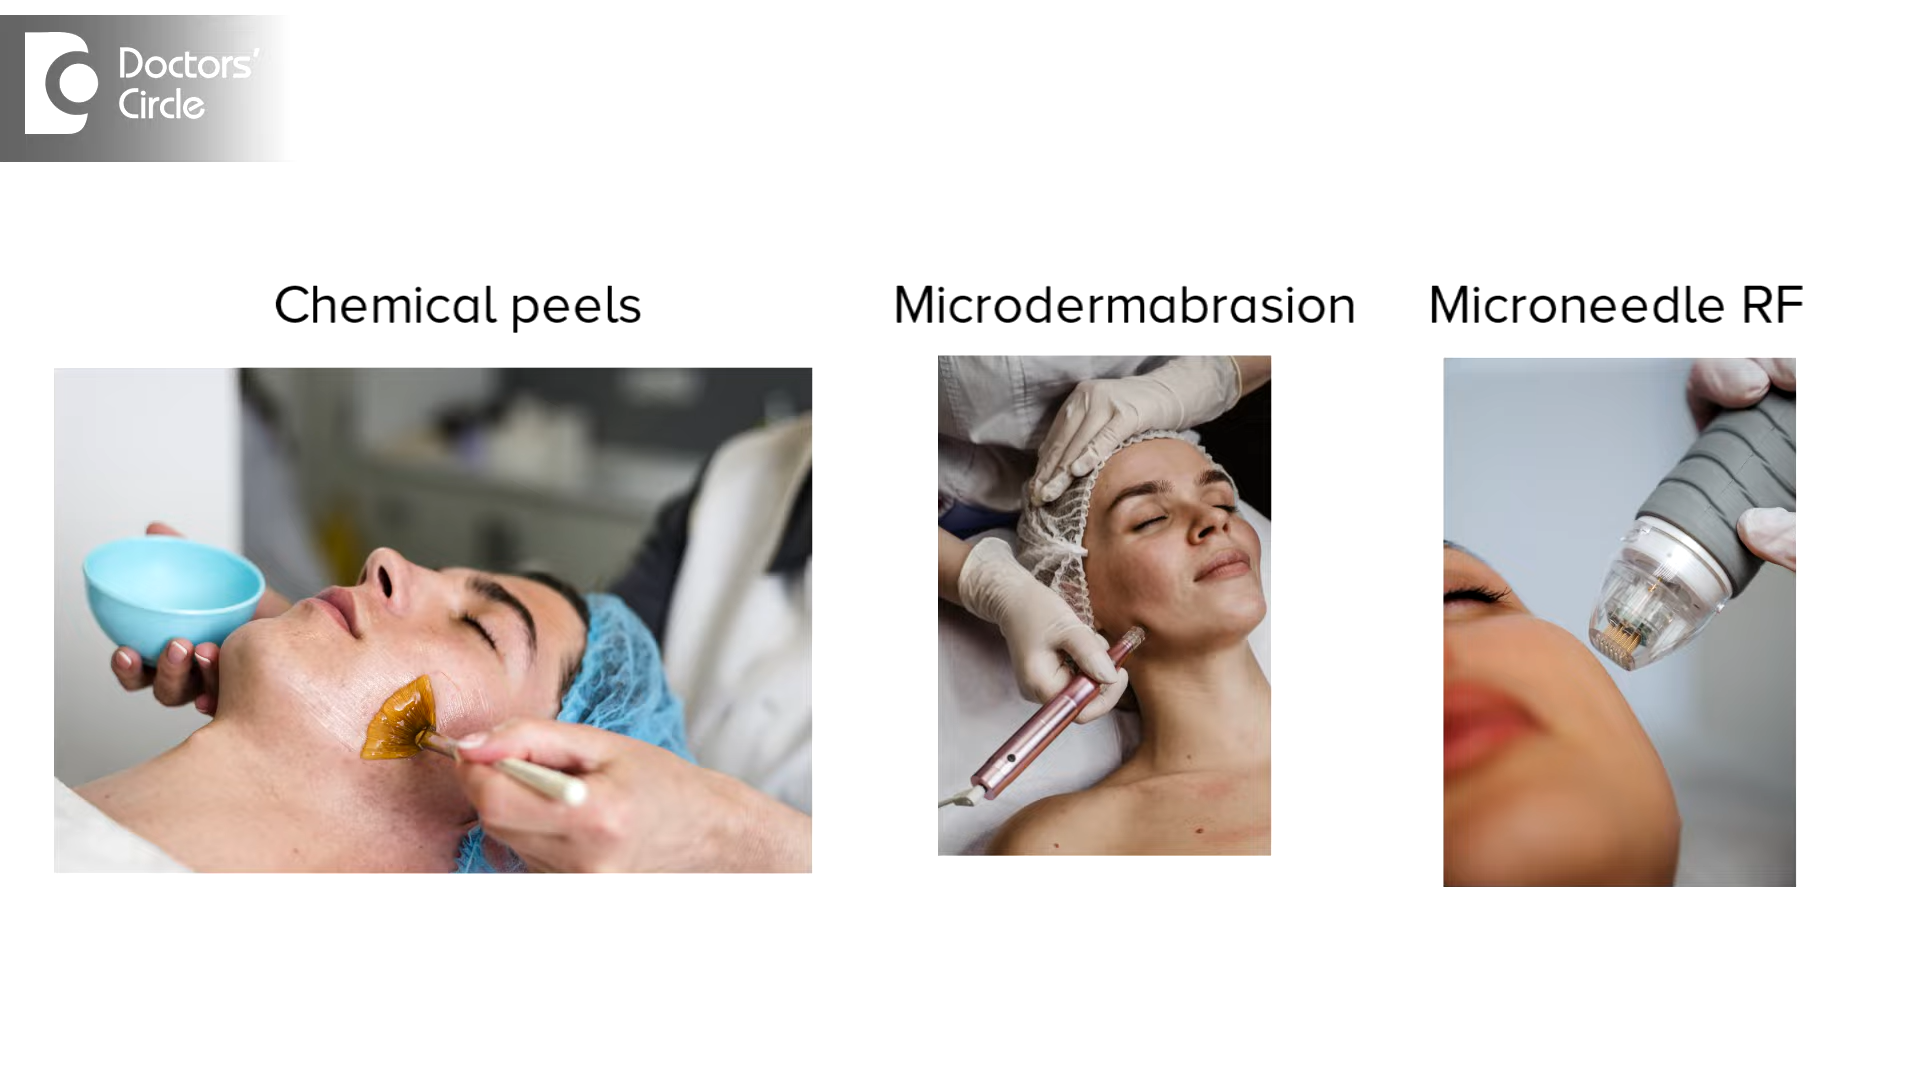 Doctors'
Circle
Chemical peels
Microdermabrasion
Microneedle RF